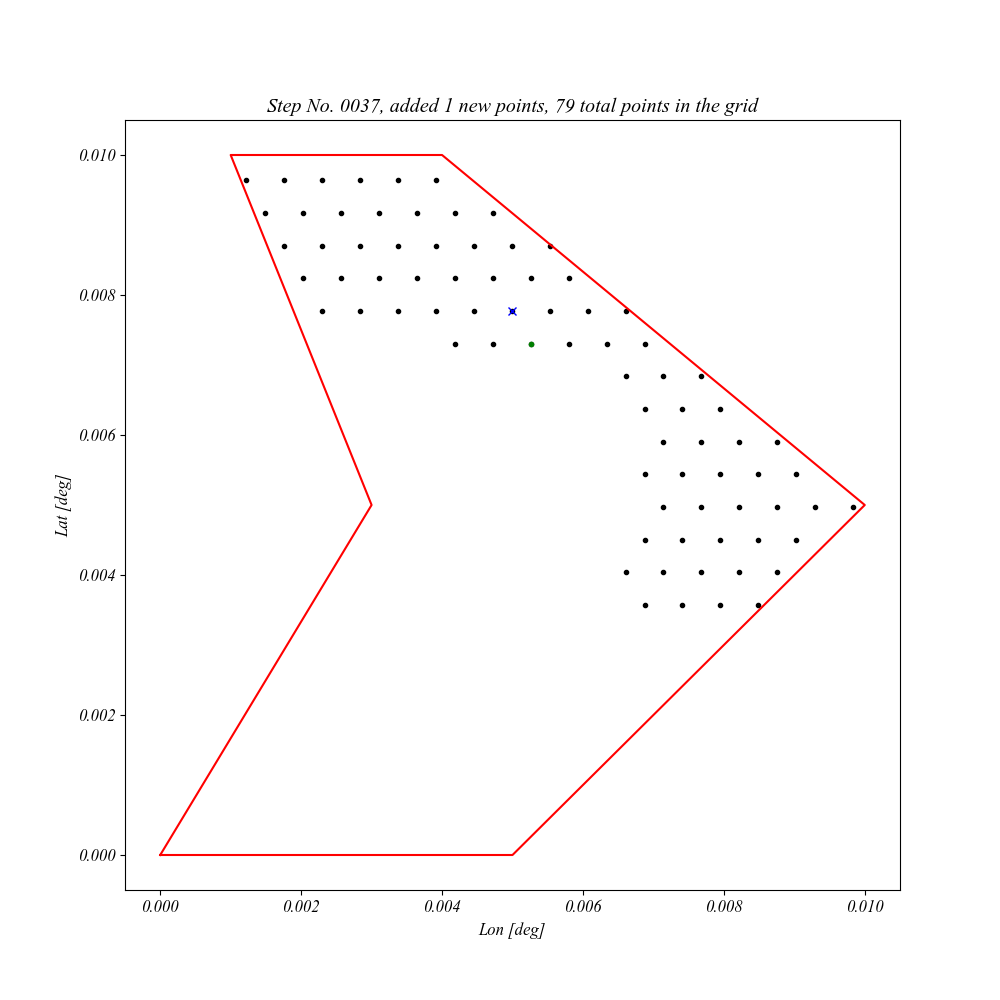 Step No. 0037, added 1 new points, 79 total points in the grid
0.010
0.008
0.006
0.004
0.002
0.000
Lat [deg]
0.000 0.002 0.004 0.006 0.008 0.010
Lon [deg]